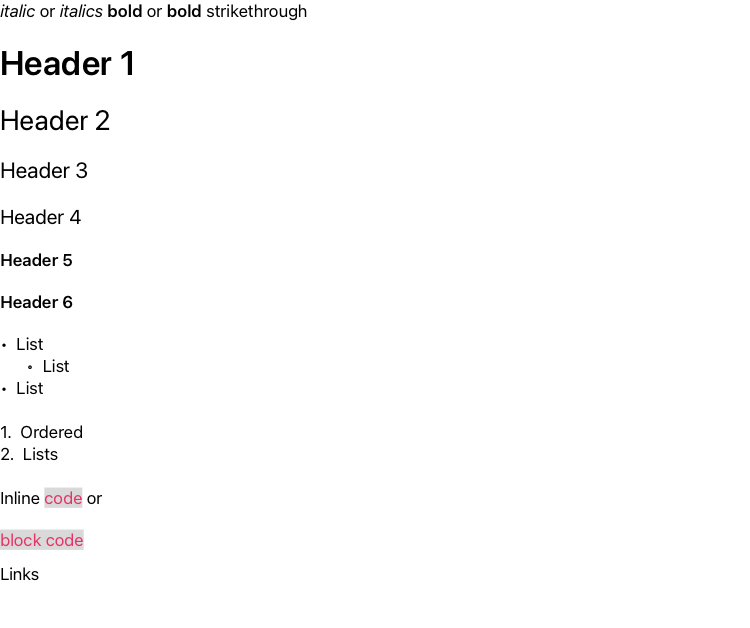 italic or italics bold or bold strikethrough
Header 1
Header 2
Header 3
Header 4
Header 5
Header 6
• List
◦ List
• List
1. Ordered
2. Lists
Inline code or
block code
Links